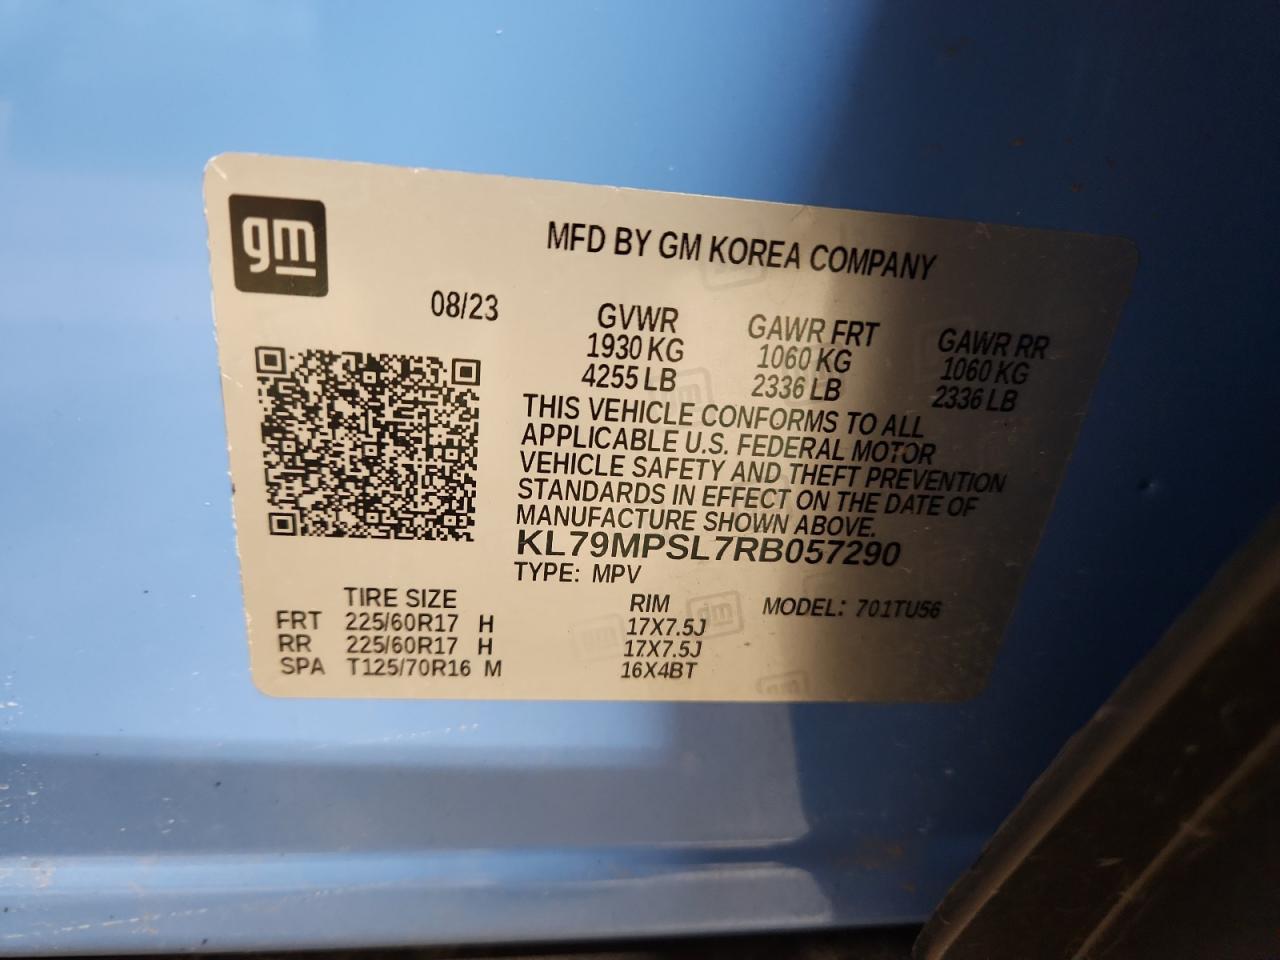 gm
MFD BY GM KOREA COMPANY
08/23
GVWR GAWR FRT GAWR RR
1930 KG 1060 KG 1060 KG
4255 LB 2336 LB 2336 LB
THIS VEHICLE CONFORMS TO ALL
APPLICABLE U.S. FEDERAL MOTOR
VEHICLE SAFETY AND THEFT PREVENTION
STANDARDS IN EFFECT ON THE DATE OF
MANUFACTURE SHOWN ABOVE.
KL79MPSL7RB057290
TYPE: MPV
TIRE SIZE RIM MODEL: 701TU56
FRT 225/60R17 H 17X7.5J
RR 225/60R17 H 17X7.5J
SPA T125/70R16 M 16X4BT